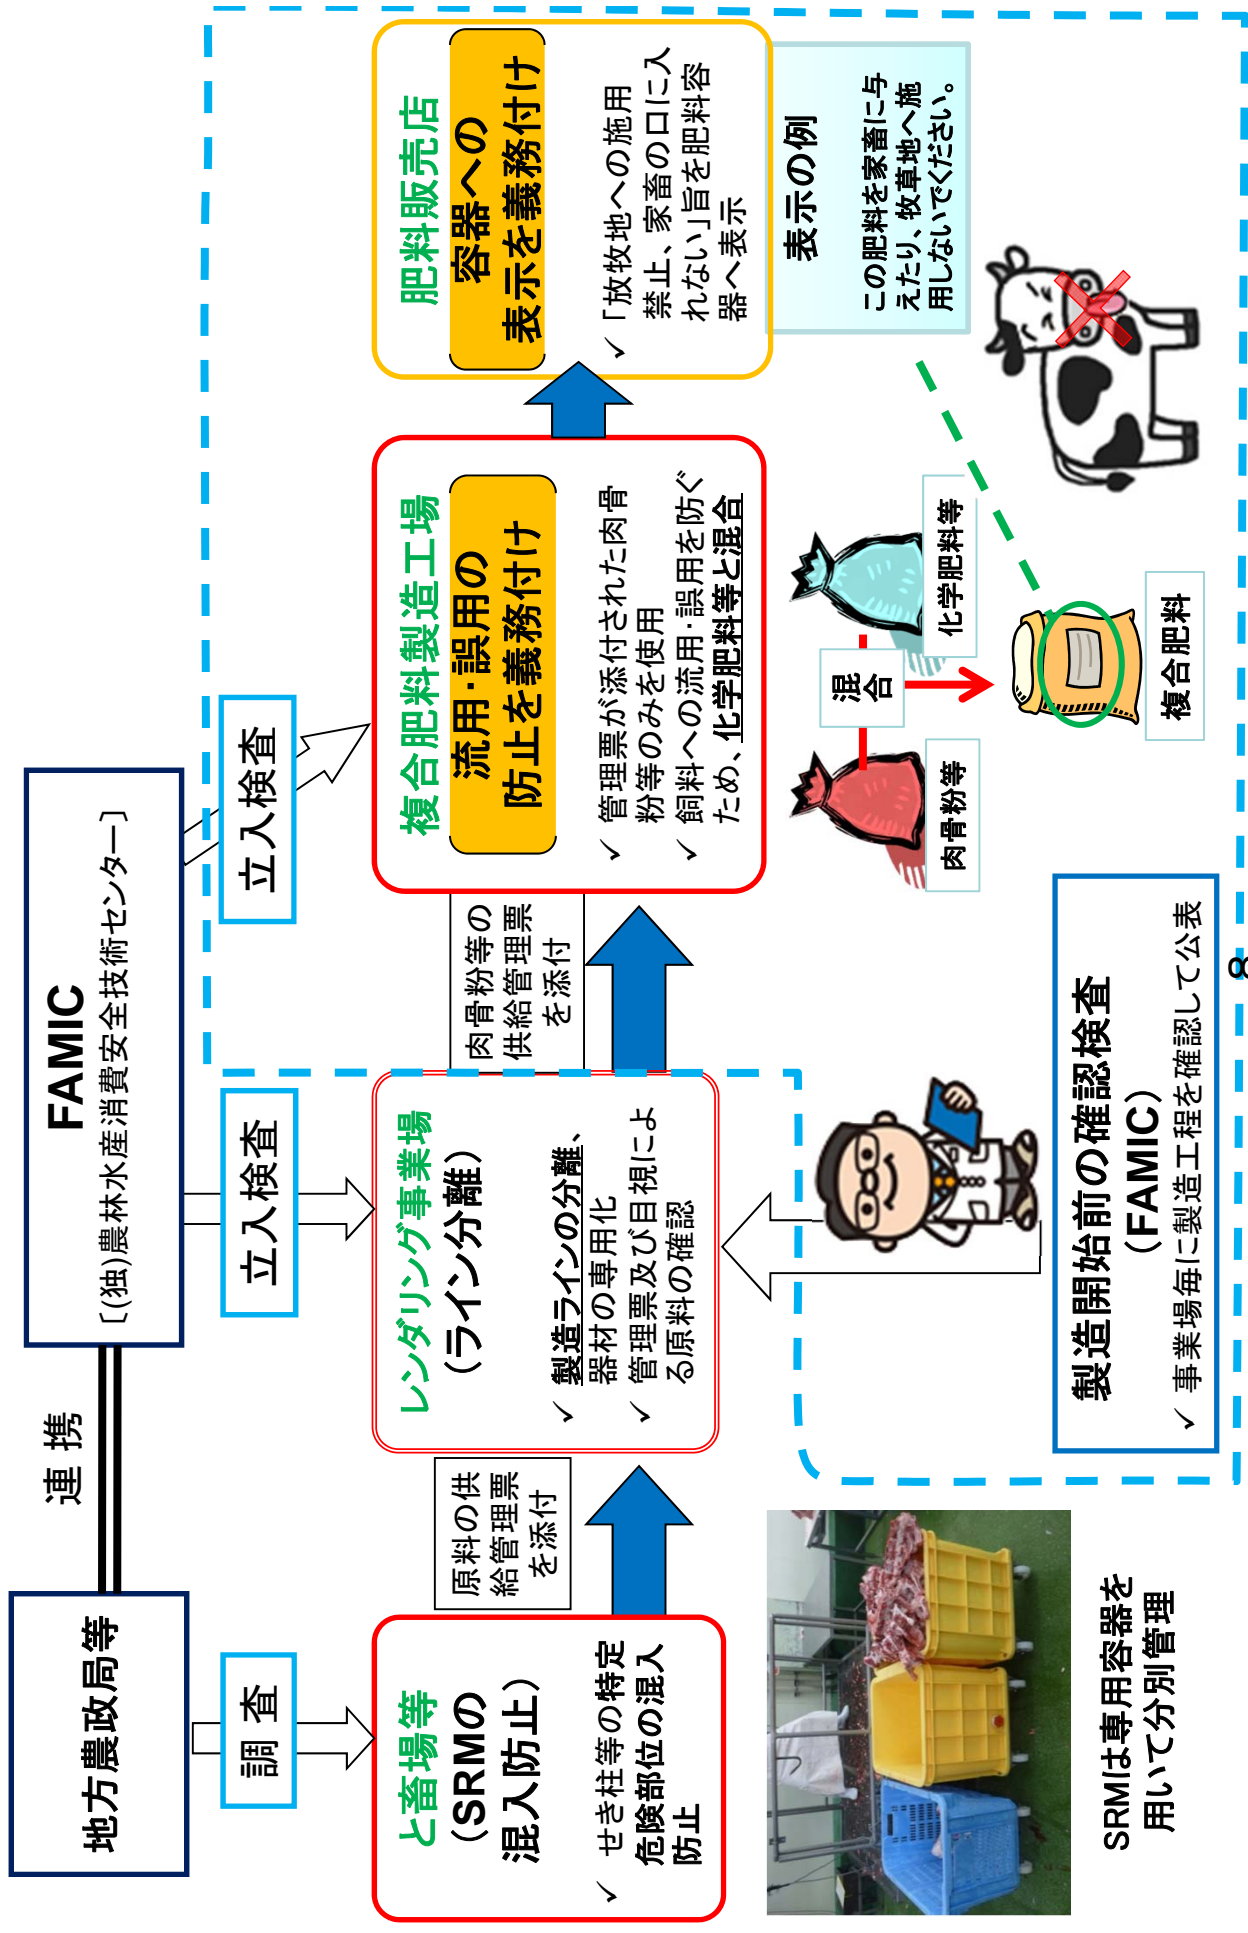 地方農政局等
連 携
FAMIC
〔(独)農林水産消費安全技術センター〕
調 査
立入検査
立入検査
と畜場等
（SRMの
混入防止）
✓ せき柱等の特定
危険部位の混入
防止
原料の供
給管理票
を添付
レンダリング事業場
（ライン分離）
✓ 製造ラインの分離、
器材の専用化
✓ 管理票及び目視によ
る原料の確認
肉骨粉等の
供給管理票
を添付
複合肥料製造工場
流用・誤用の
防止を義務付け
✓ 管理票が添付された肉骨
粉等のみを使用
✓ 飼料への流用・誤用を防ぐ
ため、化学肥料等と混合
肥料販売店
容器への
表示を義務付け
✓ 「放牧地への施用
禁止、家畜の口に入
れない」旨を肥料容
器へ表示
表示の例
この肥料を家畜に与
えたり、牧草地へ施
用しないでください。
肉骨粉等
混
合
化学肥料等
複合肥料
SRMは専用容器を
用いて分別管理
製造開始前の確認検査
（FAMIC）
✓ 事業場毎に製造工程を確認して公表
8